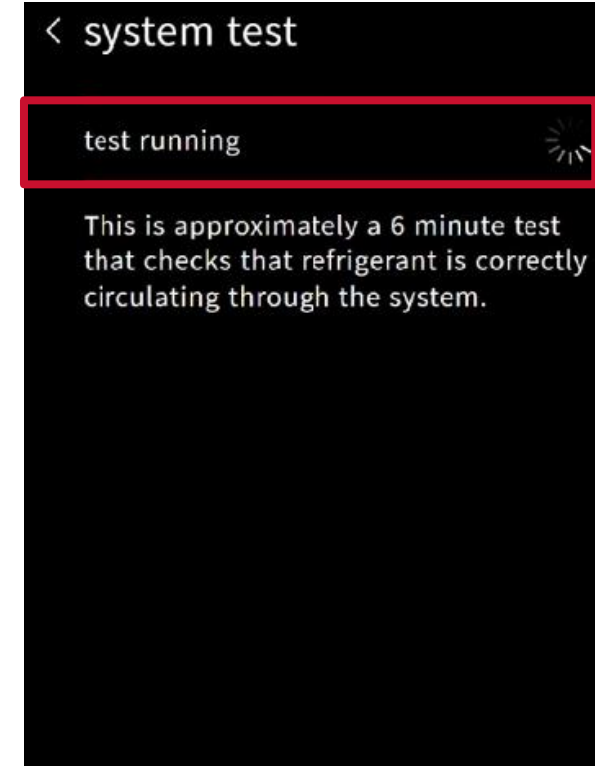 < system test
test running
This is approximately a 6 minute test
that checks that refrigerant is correctly
circulating through the system.